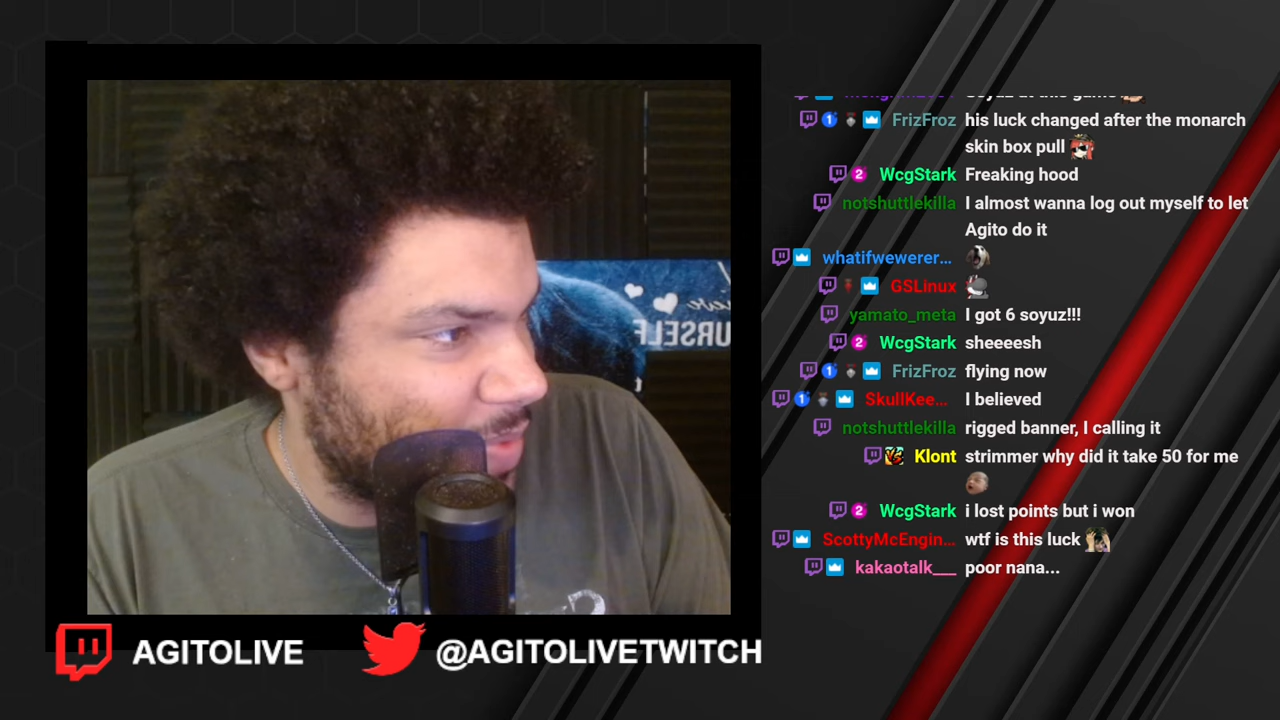 his luck changed after the monarch
skin box pull
FrizFroz
WcgStark Freaking hood
notshuttlekilla I almost wanna log out myself to let
Agito do it
whatifwewerer...
GSLinux
yamato_meta I got 6 soyuz!!!
WcgStark sheeeesh
FrizFroz flying now
SkullKee... I believed
notshuttlekilla rigged banner, I calling it
Klont strimmer why did it take 50 for me
WcgStark i lost points but i won
ScottyMcEngin... wtf is this luck
kakaotalk___ poor nana...
URSELF
AGITOLIVE @AGITOLIVETWITCH